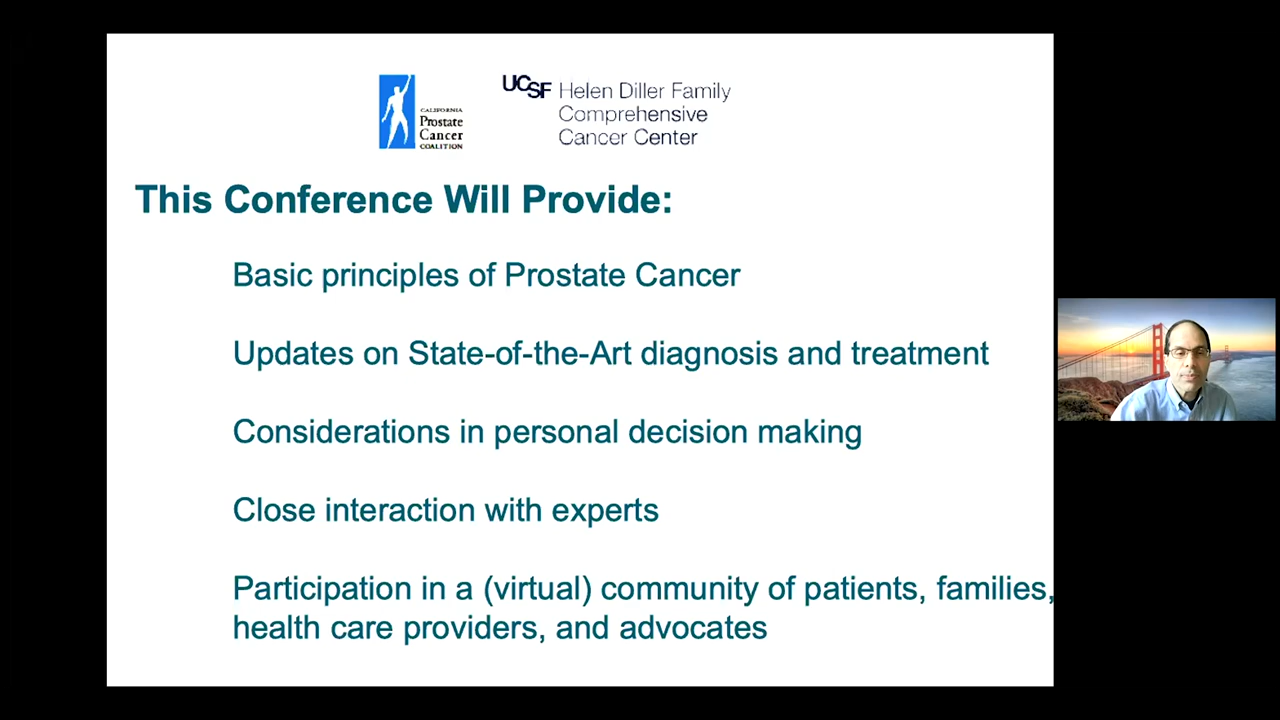 CALIFORNIA
Prostate
Cancer
COALITION
UCSF Helen Diller Family
Comprehensive
Cancer Center
This Conference Will Provide:
Basic principles of Prostate Cancer
Updates on State-of-the-Art diagnosis and treatment
Considerations in personal decision making
Close interaction with experts
Participation in a (virtual) community of patients, families,
health care providers, and advocates